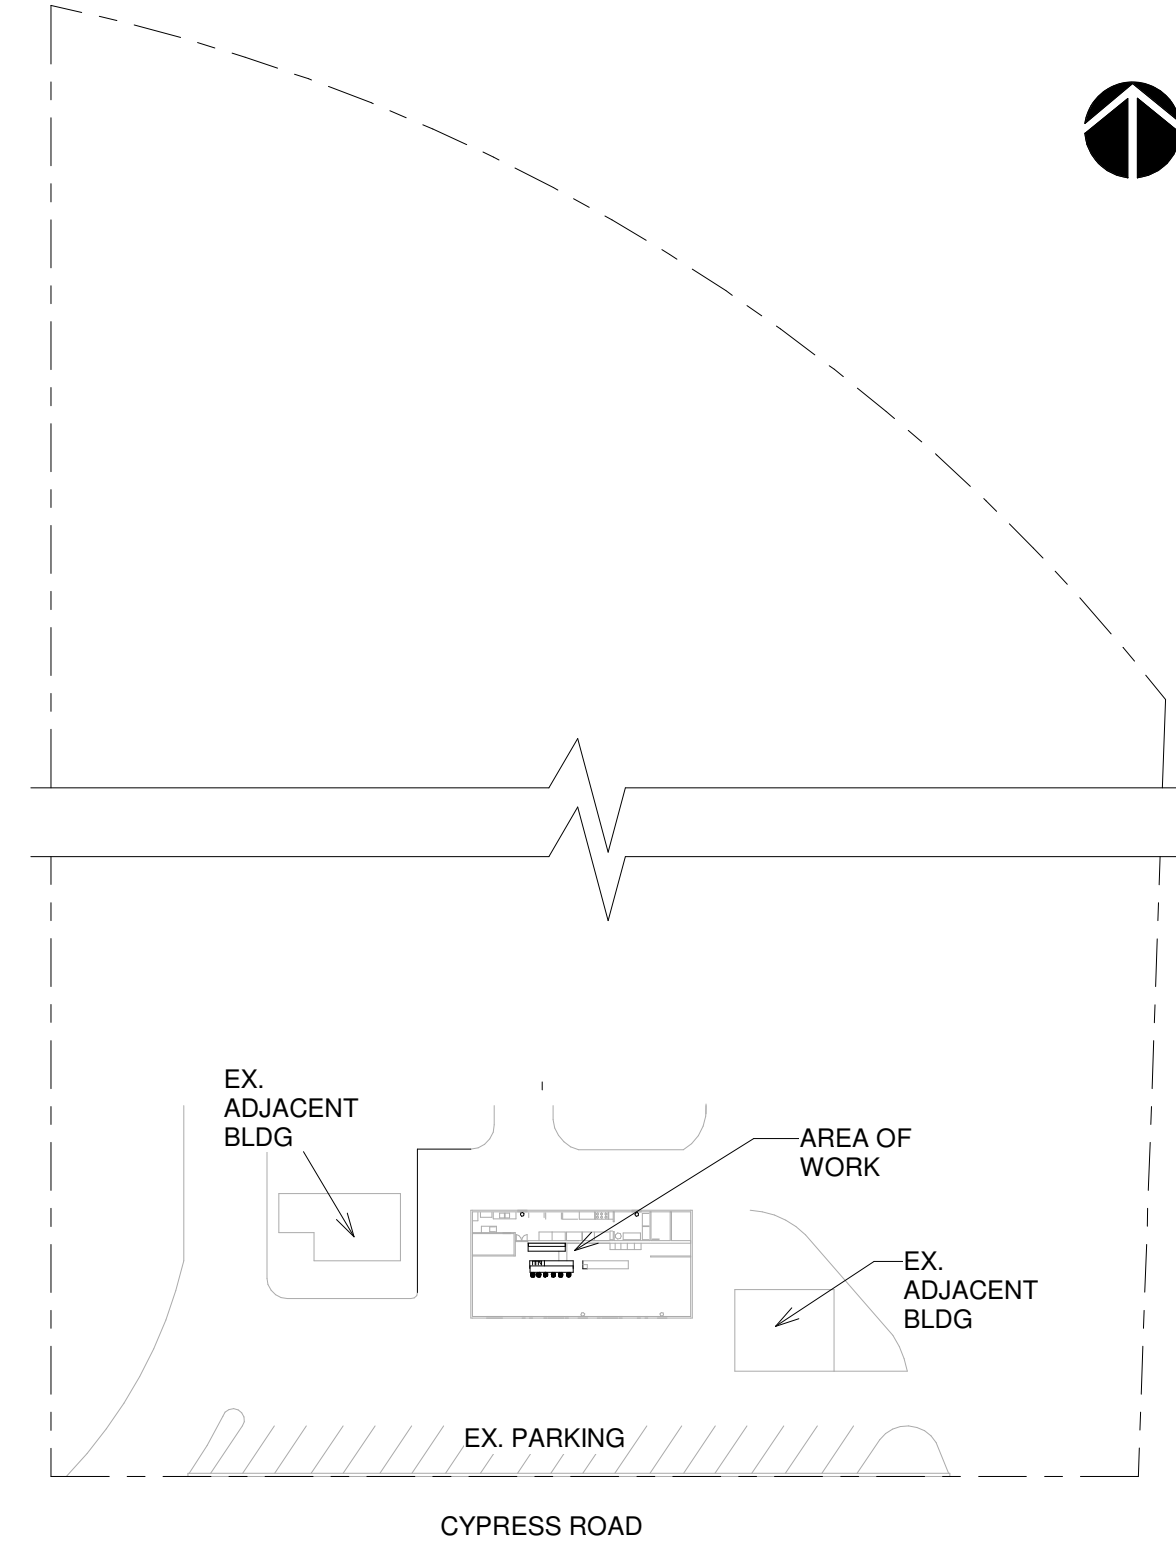 EX.
ADJACENT
BLDG
AREA OF
WORK
EX.
ADJACENT
BLDG
EX. PARKING
CYPRESS ROAD